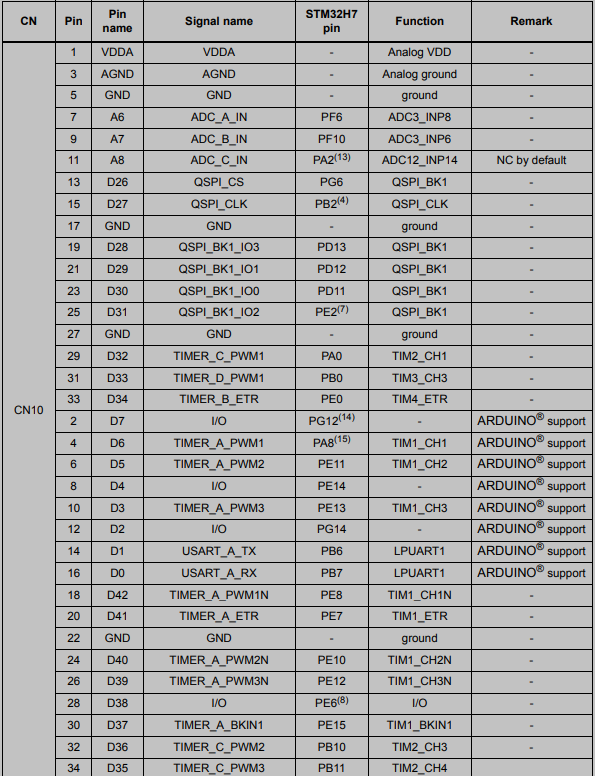 CN Pin Pin name Signal name STM32H7 pin Function Remark
CN10
1 VDDA VDDA - Analog VDD -
3 AGND AGND - Analog ground -
5 GND GND - ground -
7 A6 ADC_A_IN PF6 ADC3_INP8 -
9 A7 ADC_B_IN PF10 ADC3_INP6 -
11 A8 ADC_C_IN PA2(13) ADC12_INP14 NC by default
13 D26 QSPI_CS PG6 QSPI_BK1 -
15 D27 QSPI_CLK PB2(4) QSPI_CLK -
17 GND GND - ground -
19 D28 QSPI_BK1_IO3 PD13 QSPI_BK1 -
21 D29 QSPI_BK1_IO1 PD12 QSPI_BK1 -
23 D30 QSPI_BK1_IO0 PD11 QSPI_BK1 -
25 D31 QSPI_BK1_IO2 PE2(7) QSPI_BK1 -
27 GND GND - ground -
29 D32 TIMER_C_PWM1 PA0 TIM2_CH1 -
31 D33 TIMER_D_PWM1 PB0 TIM3_CH3 -
33 D34 TIMER_B_ETR PE0 TIM4_ETR -
2 D7 I/O PG12(14) - ARDUINO® support
4 D6 TIMER_A_PWM1 PA8(15) TIM1_CH1 ARDUINO® support
6 D5 TIMER_A_PWM2 PE11 TIM1_CH2 ARDUINO® support
8 D4 I/O PE14 - ARDUINO® support
10 D3 TIMER_A_PWM3 PE13 TIM1_CH3 ARDUINO® support
12 D2 I/O PG14 - ARDUINO® support
14 D1 USART_A_TX PB6 LPUART1 ARDUINO® support
16 D0 USART_A_RX PB7 LPUART1 ARDUINO® support
18 D42 TIMER_A_PWM1N PE8 TIM1_CH1N -
20 D41 TIMER_A_ETR PE7 TIM1_ETR -
22 GND GND - ground -
24 D40 TIMER_A_PWM2N PE10 TIM1_CH2N -
26 D39 TIMER_A_PWM3N PE12 TIM1_CH3N -
28 D38 I/O PE6(8) I/O -
30 D37 TIMER_A_BKIN1 PE15 TIM1_BKIN1 -
32 D36 TIMER_C_PWM2 PB10 TIM2_CH3 -
34 D35 TIMER_C_PWM3 PB11 TIM2_CH4